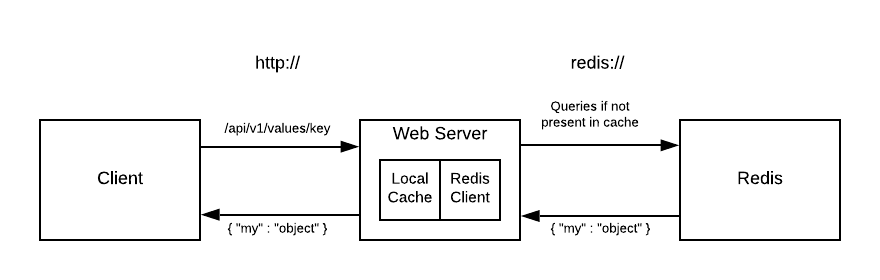 http://
redis://
/api/v1/values/key
Queries if not
present in cache
Client
Web Server
Local
Cache
Redis
Client
Redis
{ "my" : "object" }
{ "my" : "object" }